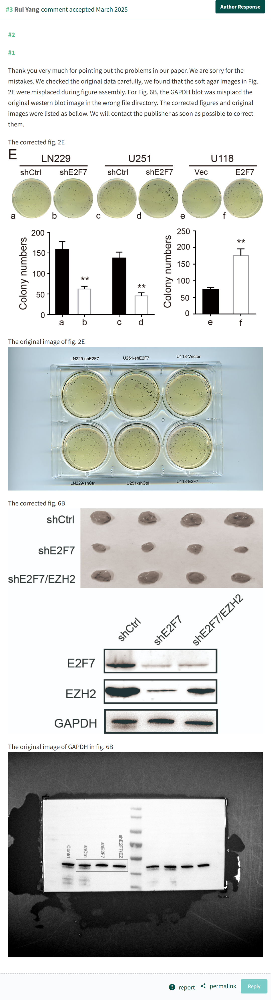 #3 Rui Yang comment accepted March 2025
Author Response
#2
#1
Thank you very much for pointing out the problems in our paper. We are sorry for the
mistakes. We checked the original data carefully, we found that the soft agar images in Fig.
2E were misplaced during figure assembly. For Fig. 6B, the GAPDH blot was misplacd the
original western blot image in the wrong file directory. The corrected figures and original
images were listed as bellow. We will contact the publisher as soon as possible to correct
them.
The corrected fig. 2E
E
LN229 U251 U118
shCtrl shE2F7 shCtrl shE2F7 Vec E2F7
a b c d e f
Colony numbers
200
150
100
50
0
** **
a b c d
Colony numbers
250
200
150
100
50
0
**
e f
The original image of fig. 2E
LN229-shE2F7 U251-shE2F7 U118-Vector
LN229-shCtrl U251-shCtrl U118-E2F7
The corrected fig. 6B
shCtrl
shE2F7
shE2F7/EZH2
shCtrl shE2F7 shE2F7/EZH2
E2F7
EZH2
GAPDH
The original image of GAPDH in fig. 6B
Contrl shCtrl shE2F7 shE2F7/EZ
report permalink Reply